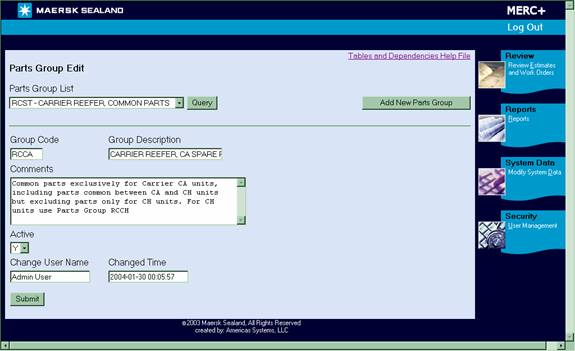 MAERSK SEALAND
MERC+
Log Out
Tables and Dependencies Help File
Parts Group Edit
Parts Group List
RCST - CARRIER REEFER, COMMON PARTS
Query
Add New Parts Group
Group Code
Group Description
RCCA
CARRIER REEFER, CA SPARE F
Comments
Common parts exclusively for Carrier CA units,
including parts common between CA and CH units
but excluding parts only for CH units. For CH
units use Parts Group RCCH
Active
Y
Change User Name
Changed Time
Admin User
2004-01-30 00:05:57
Submit
Review
Review Estimates
and Work Orders
Reports
Reports
System Data
Modify System Data
Security
User Management
©2003 Maersk Sealand, All Rights Reserved
created by: Americas Systems, LLC